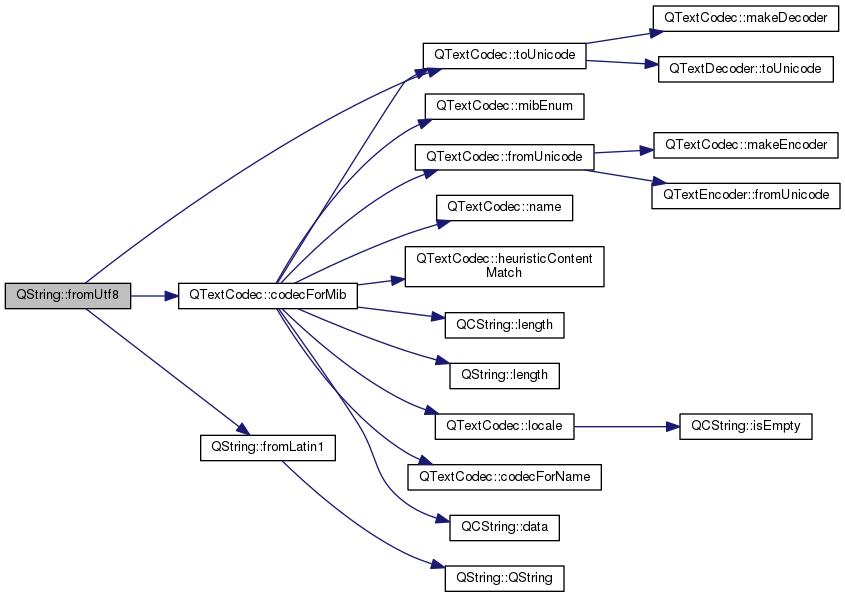 QTextCodec::makeDecoder
QTextCodec::toUnicode
QTextDecoder::toUnicode
QTextCodec::mibEnum
QTextCodec::makeEncoder
QTextCodec::fromUnicode
QTextEncoder::fromUnicode
QTextCodec::name
QTextCodec::heuristicContent
Match
QString::fromUtf8
QTextCodec::codecForMib
QCString::length
QString::length
QTextCodec::locale
QCString::isEmpty
QString::fromLatin1
QTextCodec::codecForName
QCString::data
QString::QString